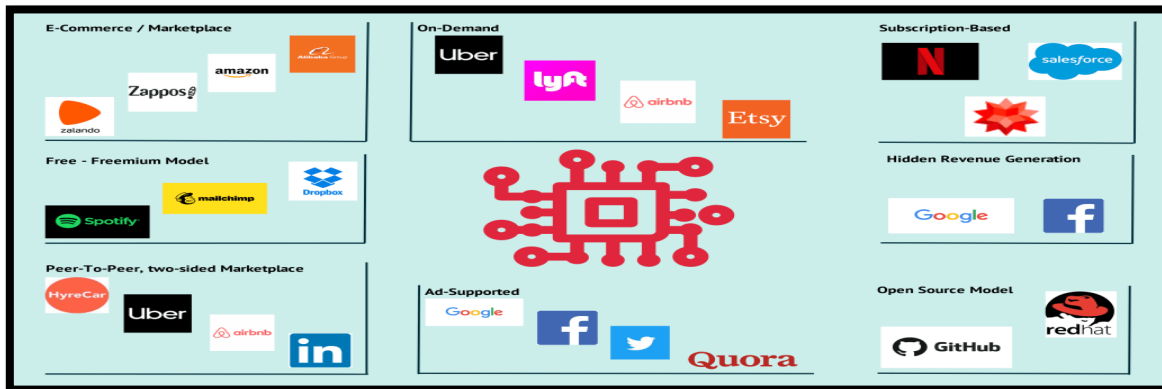 E-Commerce / Marketplace
Alibaba Group
amazon
Zappos
zalando
On-Demand
Uber
lyft
airbnb
Etsy
Subscription-Based
N
salesforce
Free - Freemium Model
Dropbox
mailchimp
Spotify
Hidden Revenue Generation
Google
f
Peer-To-Peer, two-sided Marketplace
HyreCar
Uber
airbnb
in
Ad-Supported
Google
f
Quora
Open Source Model
redhat
GitHub